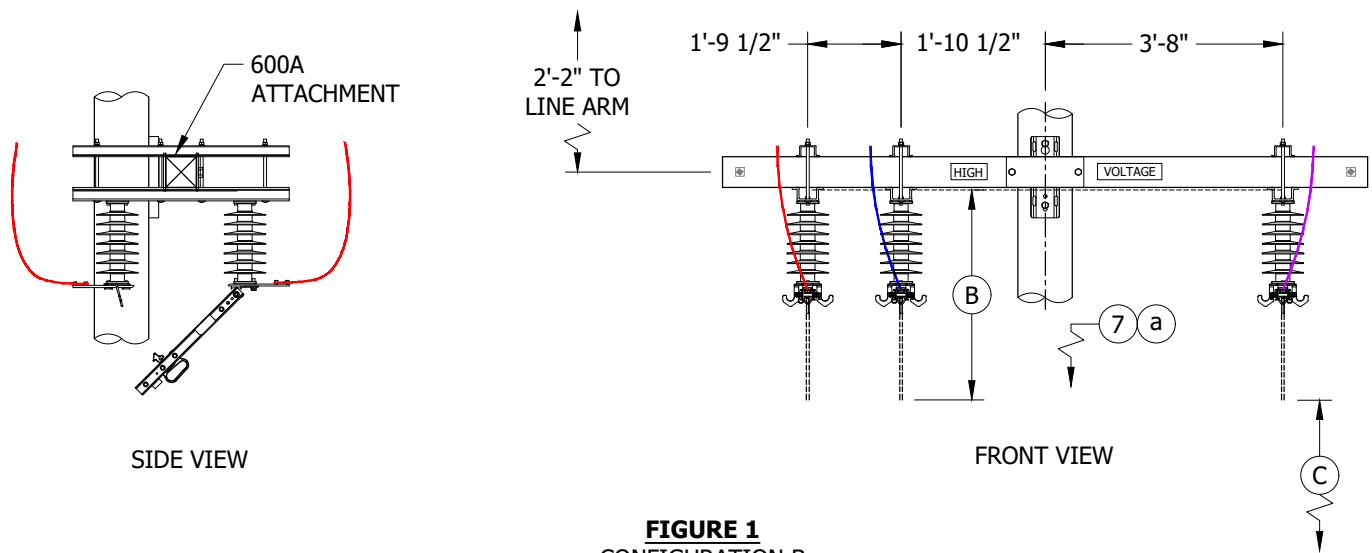 600A
ATTACHMENT
SIDE VIEW
2'-2" TO
LINE ARM
1'-9 1/2"
1'-10 1/2"
3'-8"
HIGH
VOLTAGE
B
7
a
C
FRONT VIEW
FIGURE 1